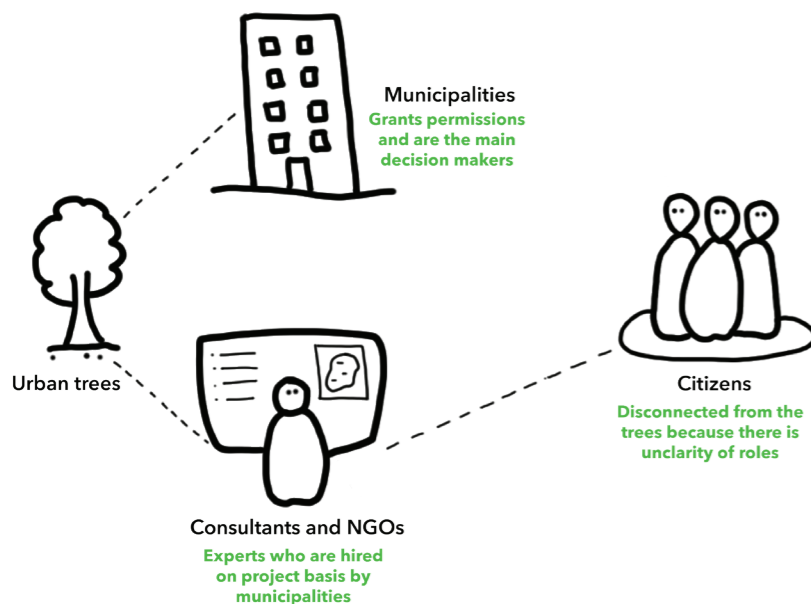 Municipalities
Grants permissions
and are the main
decision makers
Urban trees
Citizens
Disconnected from the
trees because there is
unclarity of roles
Consultants and NGOs
Experts who are hired
on project basis by
municipalities